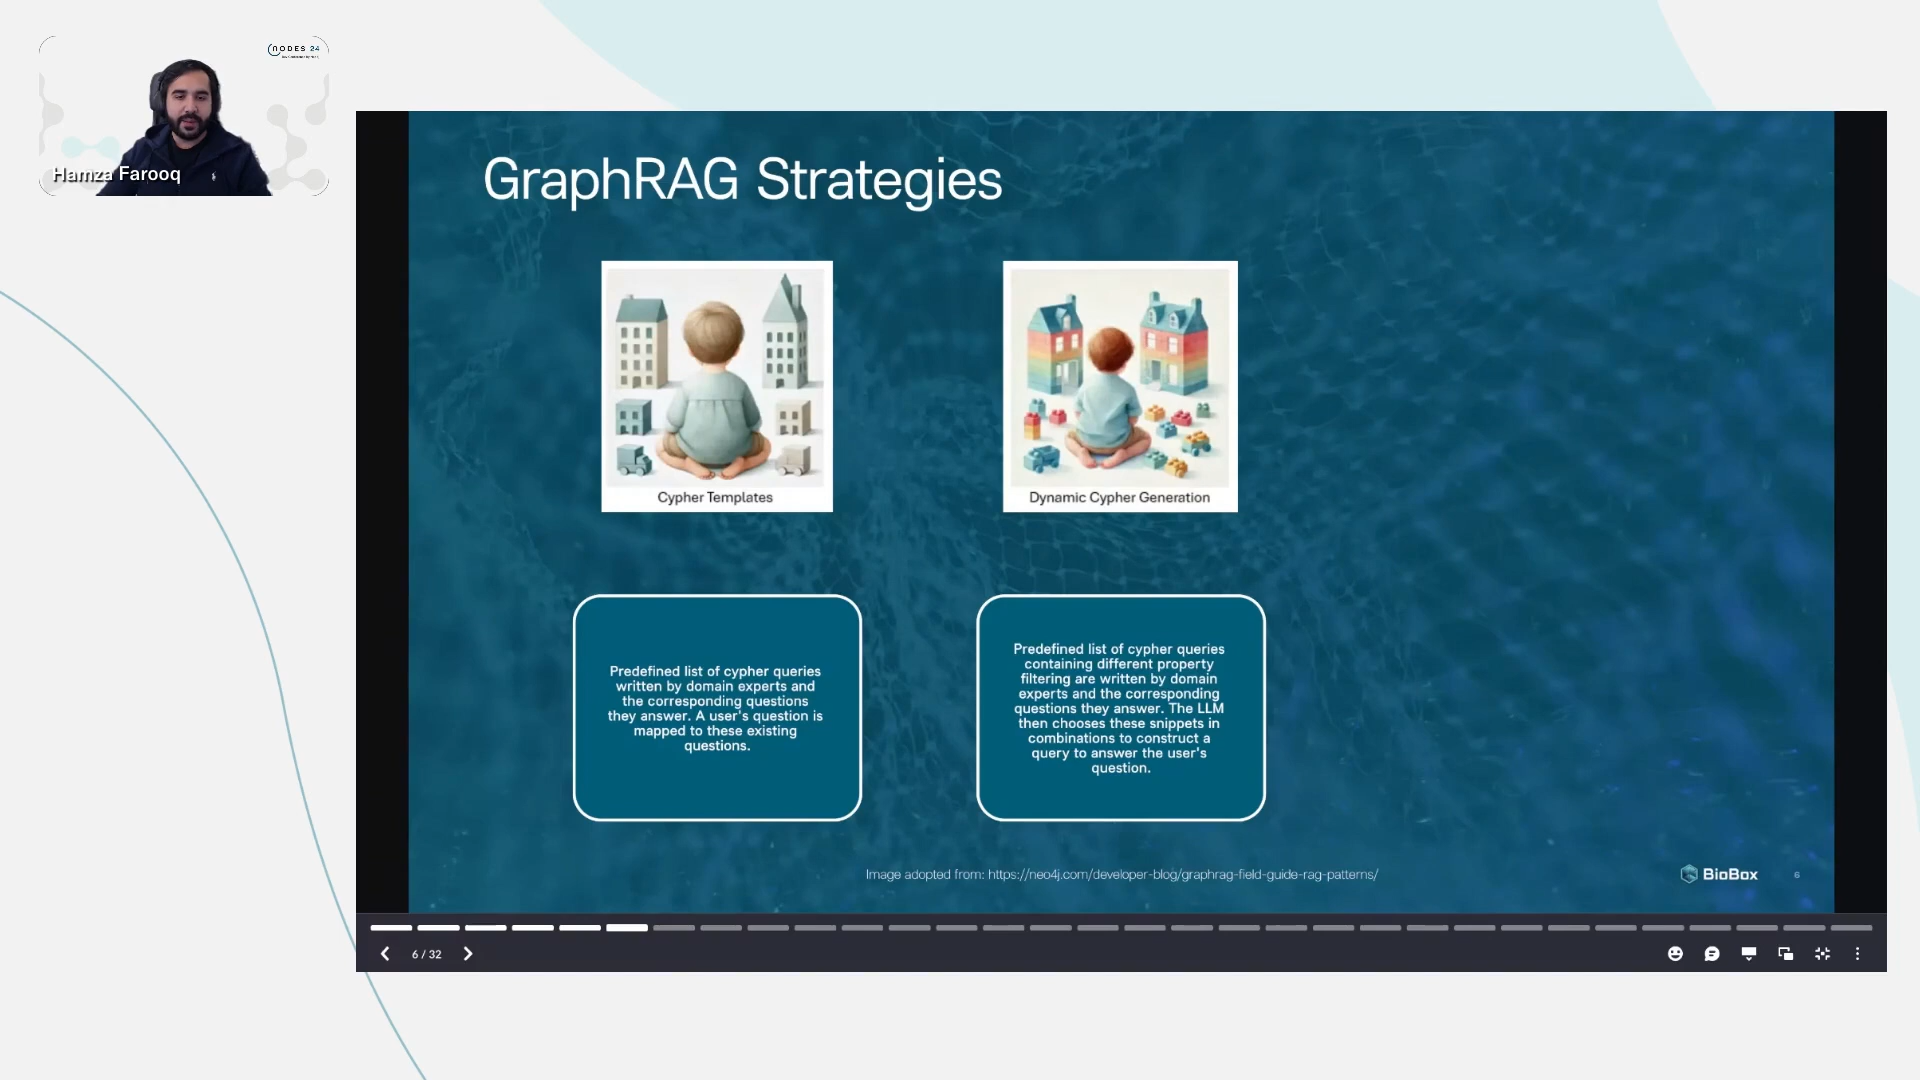 NODES 24
Hamza Farooq
GraphRAG Strategies
Cypher Templates
Dynamic Cypher Generation
Predefined list of cypher queries
written by domain experts and
the corresponding questions
they answer. A user's question is
mapped to these existing
questions.
Predefined list of cypher queries
containing different property
filtering are written by domain
experts and the corresponding
questions they answer. The LLM
then chooses these snippets in
combinations to construct a
query to answer the user's
question.
Image adopted from: https://neo4j.com/developer-blog/graphrag-field-guide-rag-patterns/
BioBox
6
6 / 32